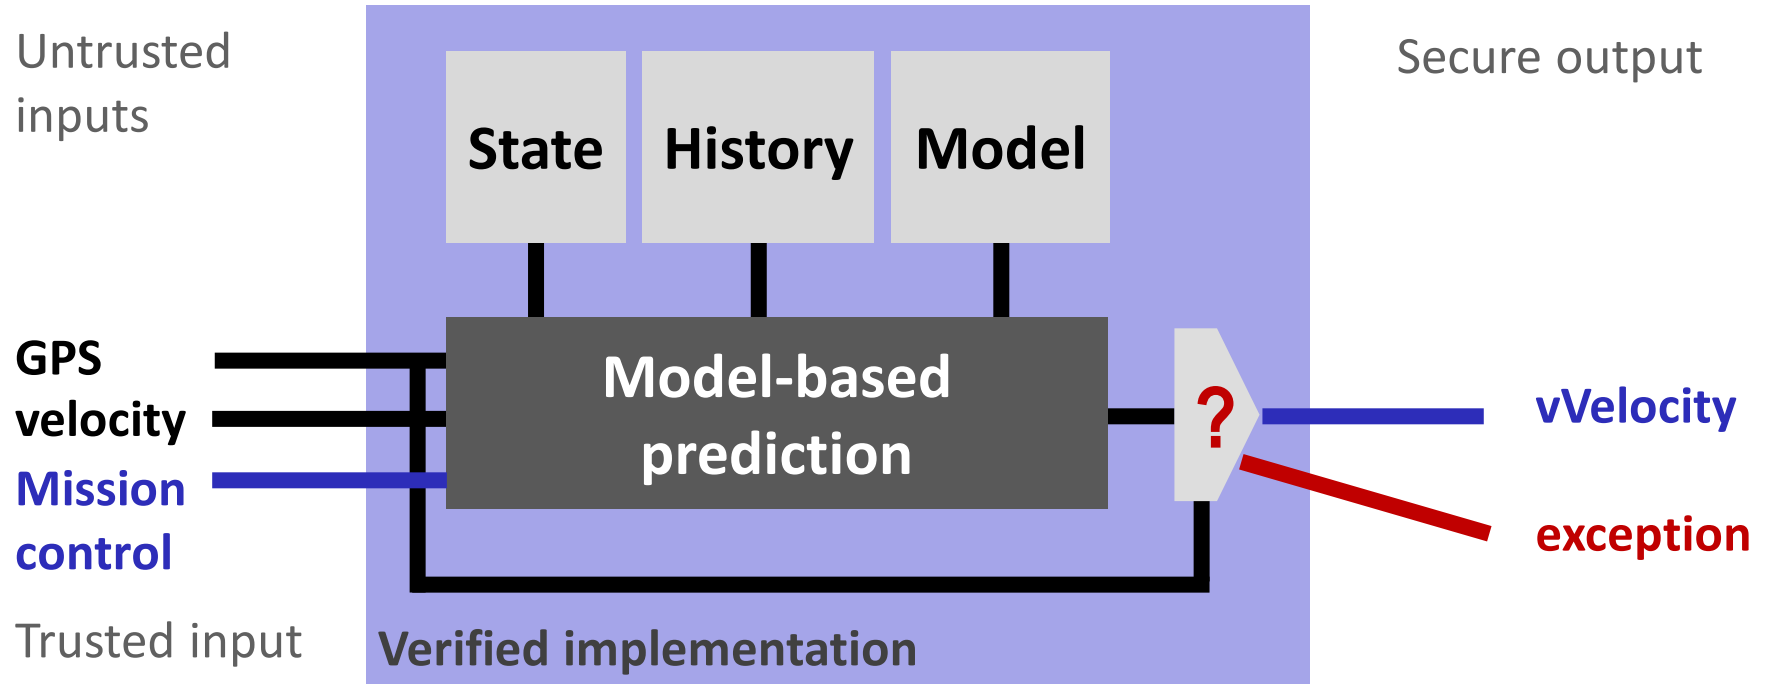 Untrusted
inputs
Secure output
State
History
Model
GPS
velocity
Mission
control
Model-based
prediction
?
vVelocity
exception
Trusted input
Verified implementation